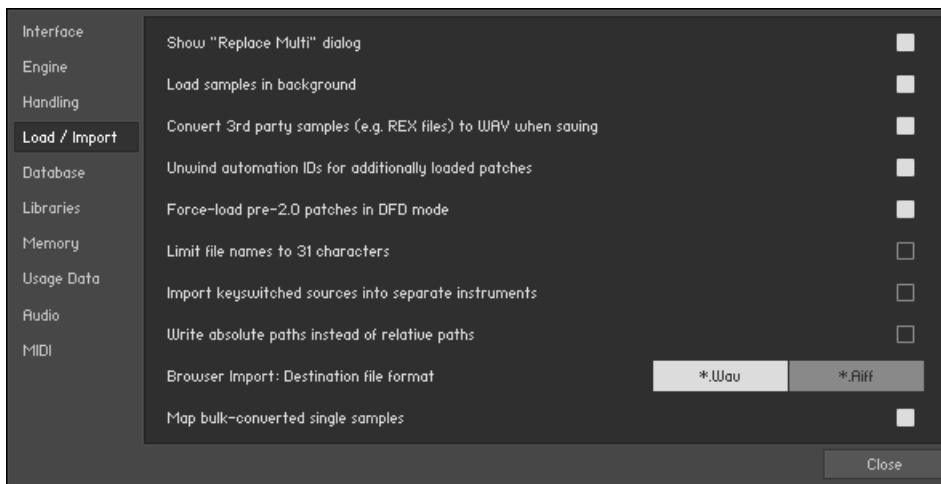 Interface
Engine
Handling
Load / Import
Database
Libraries
Memory
Usage Data
Audio
MIDI
Show "Replace Multi" dialog
Load samples in background
Convert 3rd party samples (e.g. REX files) to WAV when saving
Unwind automation IDs for additionally loaded patches
Force-load pre-2.0 patches in DFD mode
Limit file names to 31 characters
Import keyswitched sources into separate instruments
Write absolute paths instead of relative paths
Browser Import: Destination file format *.Wav *.Aiff
Map bulk-converted single samples
Close